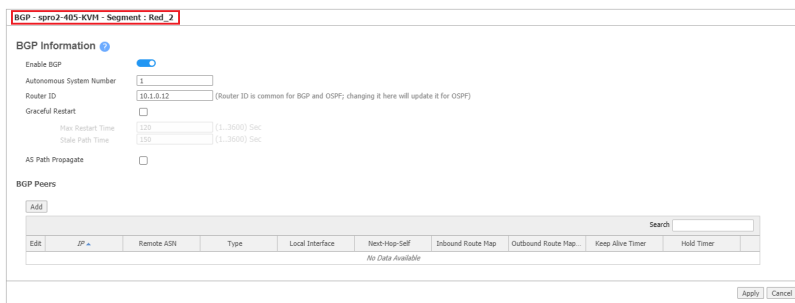 BGP - spro2-405-KVM - Segment : Red_2
BGP Information ?
Enable BGP
Autonomous System Number 1
Router ID 10.1.0.12 (Router ID is common for BGP and OSPF; changing it here will update it for OSPF)
Graceful Restart
Max Restart Time 120 (1..3600) Sec
Stale Path Time 150 (1..3600) Sec
AS Path Propagate
BGP Peers
Add
Search
Edit IP Remote ASN Type Local Interface Next-Hop-Self Inbound Route Map Outbound Route Map... Keep Alive Timer Hold Timer
No Data Available
Apply Cancel